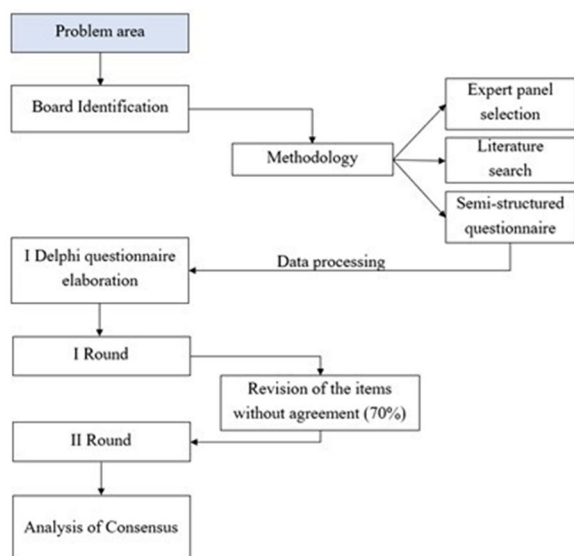 Problem area
Board Identification
Methodology
Expert panel
selection
Literature
search
Semi-structured
questionnaire
Data processing
I Delphi questionnaire
elaboration
I Round
Revision of the items
without agreement (70%)
II Round
Analysis of Consensus